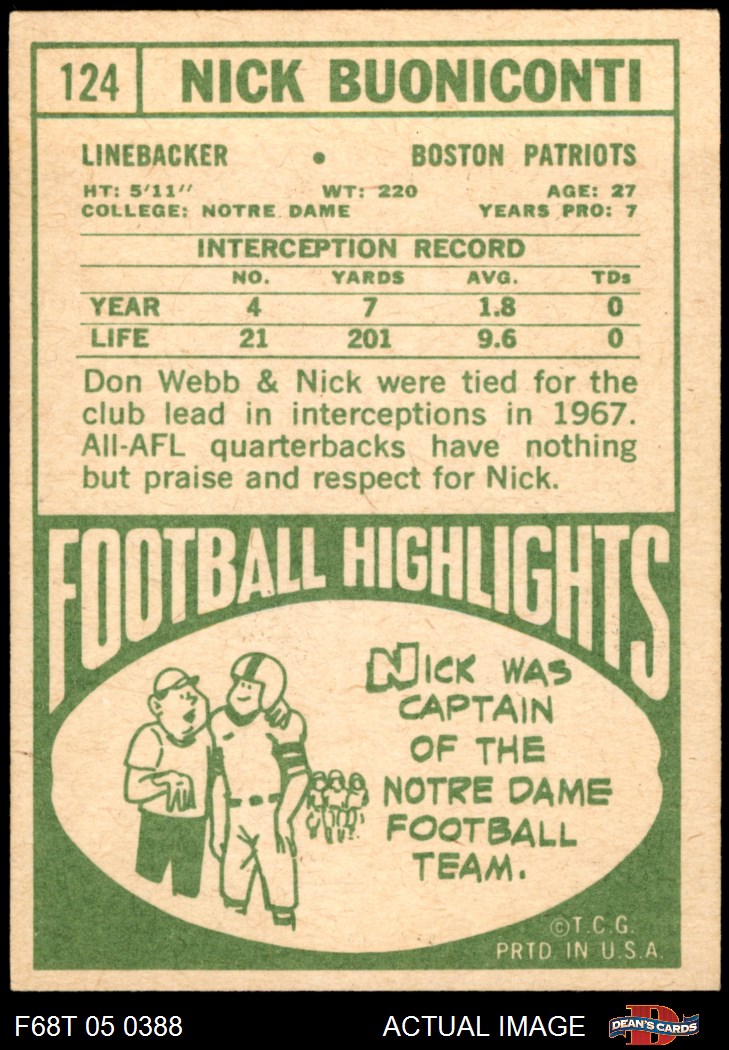 124 NICK BUONICONTI
LINEBACKER • BOSTON PATRIOTS
HT: 5'11'' WT: 220 AGE: 27
COLLEGE: NOTRE DAME YEARS PRO: 7
INTERCEPTION RECORD
NO. YARDS AVG. TDs
YEAR 4 7 1.8 0
LIFE 21 201 9.6 0
Don Webb & Nick were tied for the
club lead in interceptions in 1967.
All-AFL quarterbacks have nothing
but praise and respect for Nick.
FOOTBALL HIGHLIGHTS
NICK WAS
CAPTAIN
OF THE
NOTRE DAME
FOOTBALL
TEAM.
©T.C.G.
PRTD. IN U.S.A.
F68T 05 0388 ACTUAL IMAGE D DEAN'S CARDS